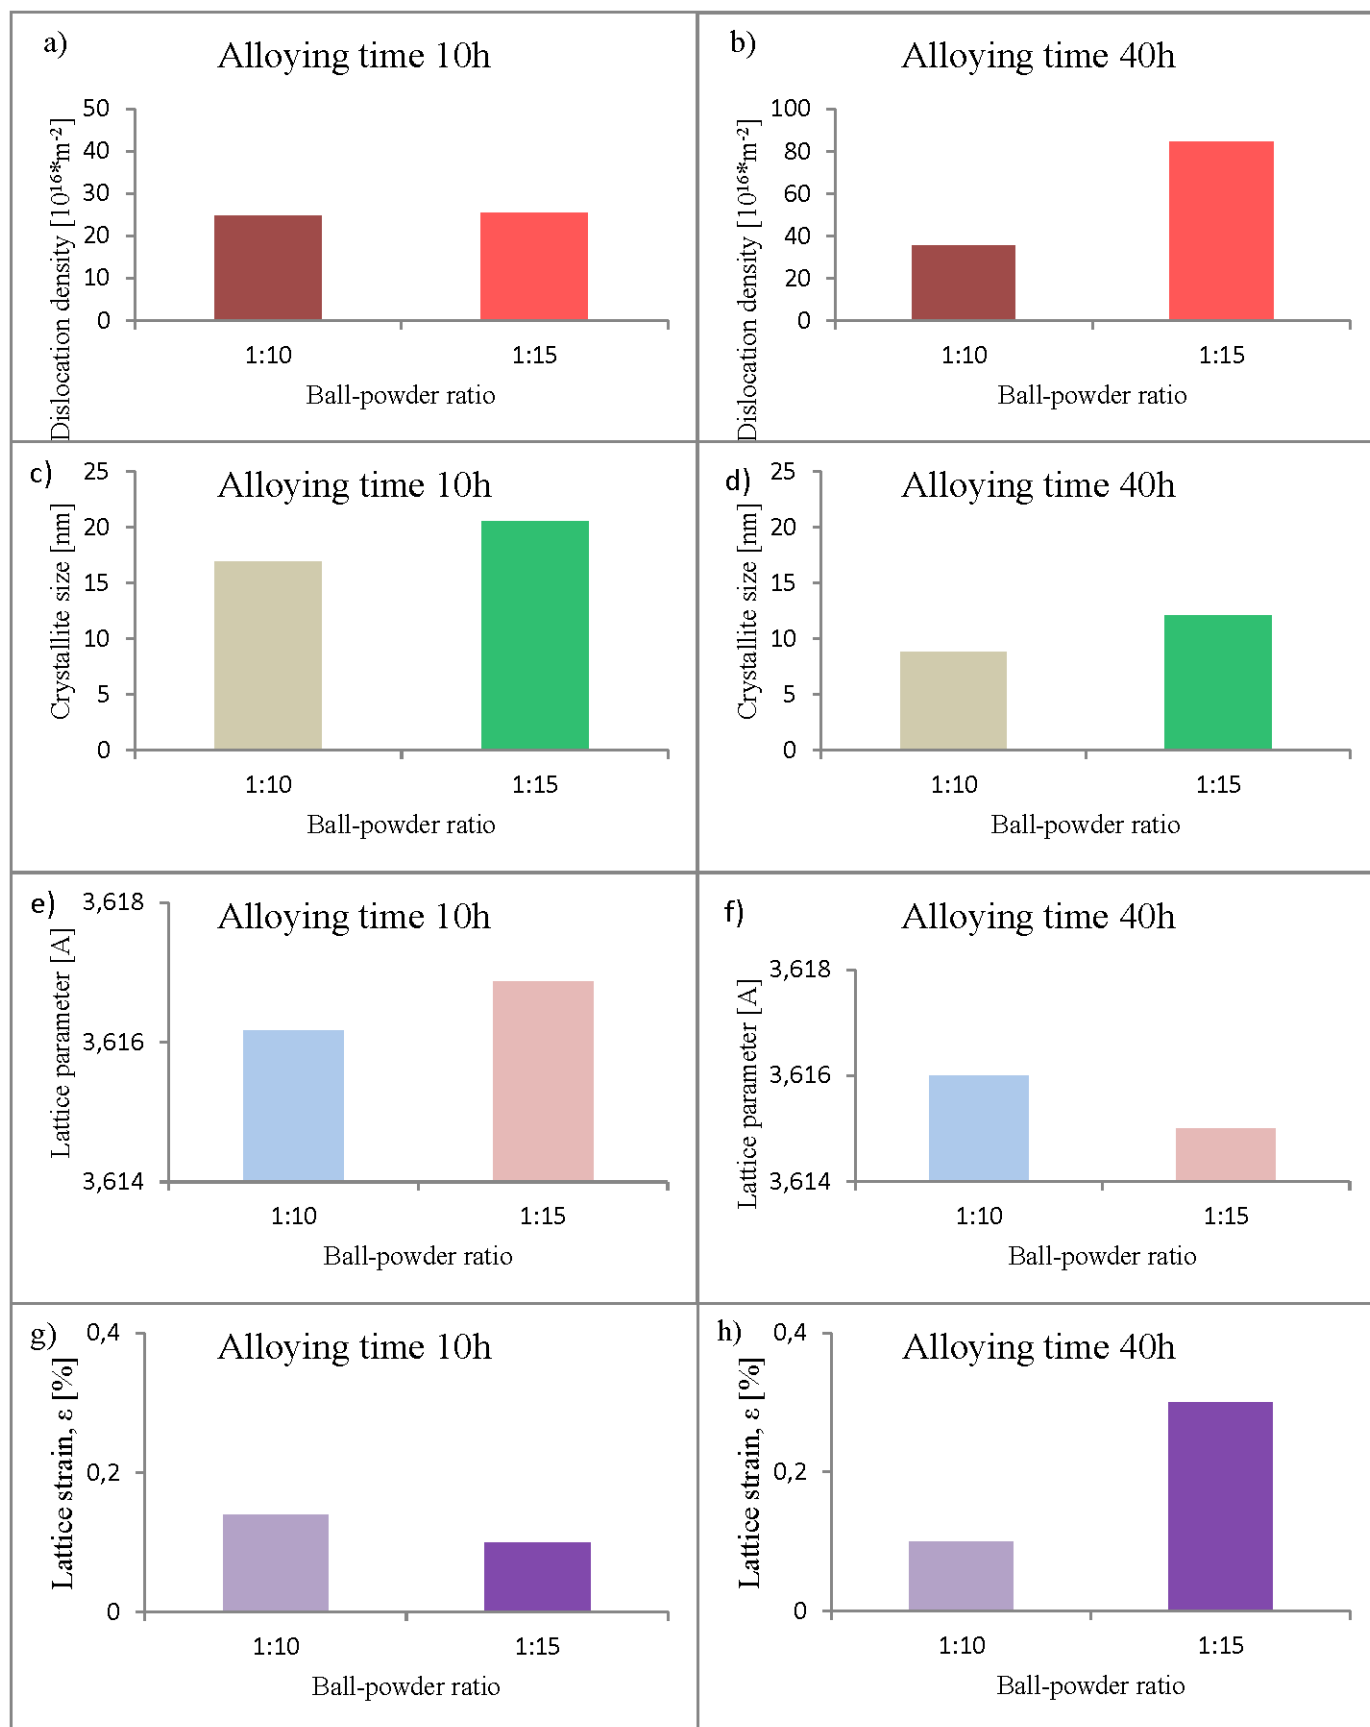 a)
Alloying time 10h
Dislocation density [10¹⁶*m⁻²]
50
40
30
20
10
0
1:10
1:15
Ball-powder ratio
b)
Alloying time 40h
Dislocation density [10¹⁶*m⁻²]
100
80
60
40
20
0
1:10
1:15
Ball-powder ratio
c)
Alloying time 10h
Crystallite size [nm]
25
20
15
10
5
0
1:10
1:15
Ball-powder ratio
d)
Alloying time 40h
Crystallite size [nm]
25
20
15
10
5
0
1:10
1:15
Ball-powder ratio
e)
Alloying time 10h
Lattice parameter [A]
3,618
3,616
3,614
1:10
1:15
Ball-powder ratio
f)
Alloying time 40h
Lattice parameter [A]
3,618
3,616
3,614
1:10
1:15
Ball-powder ratio
g)
Alloying time 10h
Lattice strain, ε [%]
0,4
0,2
0
1:10
1:15
Ball-powder ratio
h)
Alloying time 40h
Lattice strain, ε [%]
0,4
0,2
0
1:10
1:15
Ball-powder ratio